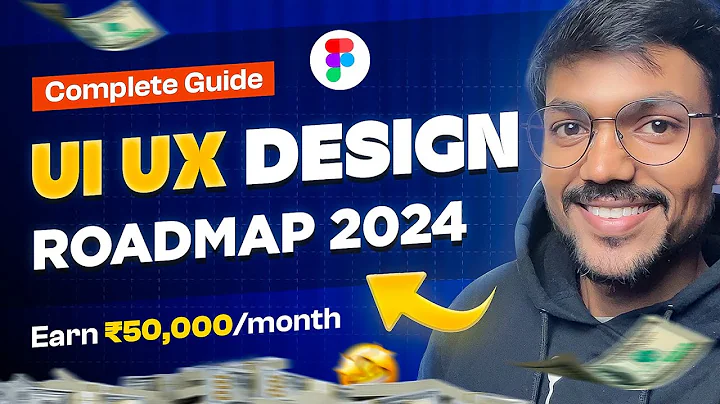 Complete Guide
UI UX DESIGN
ROADMAP 2024
Earn ₹50,000/month